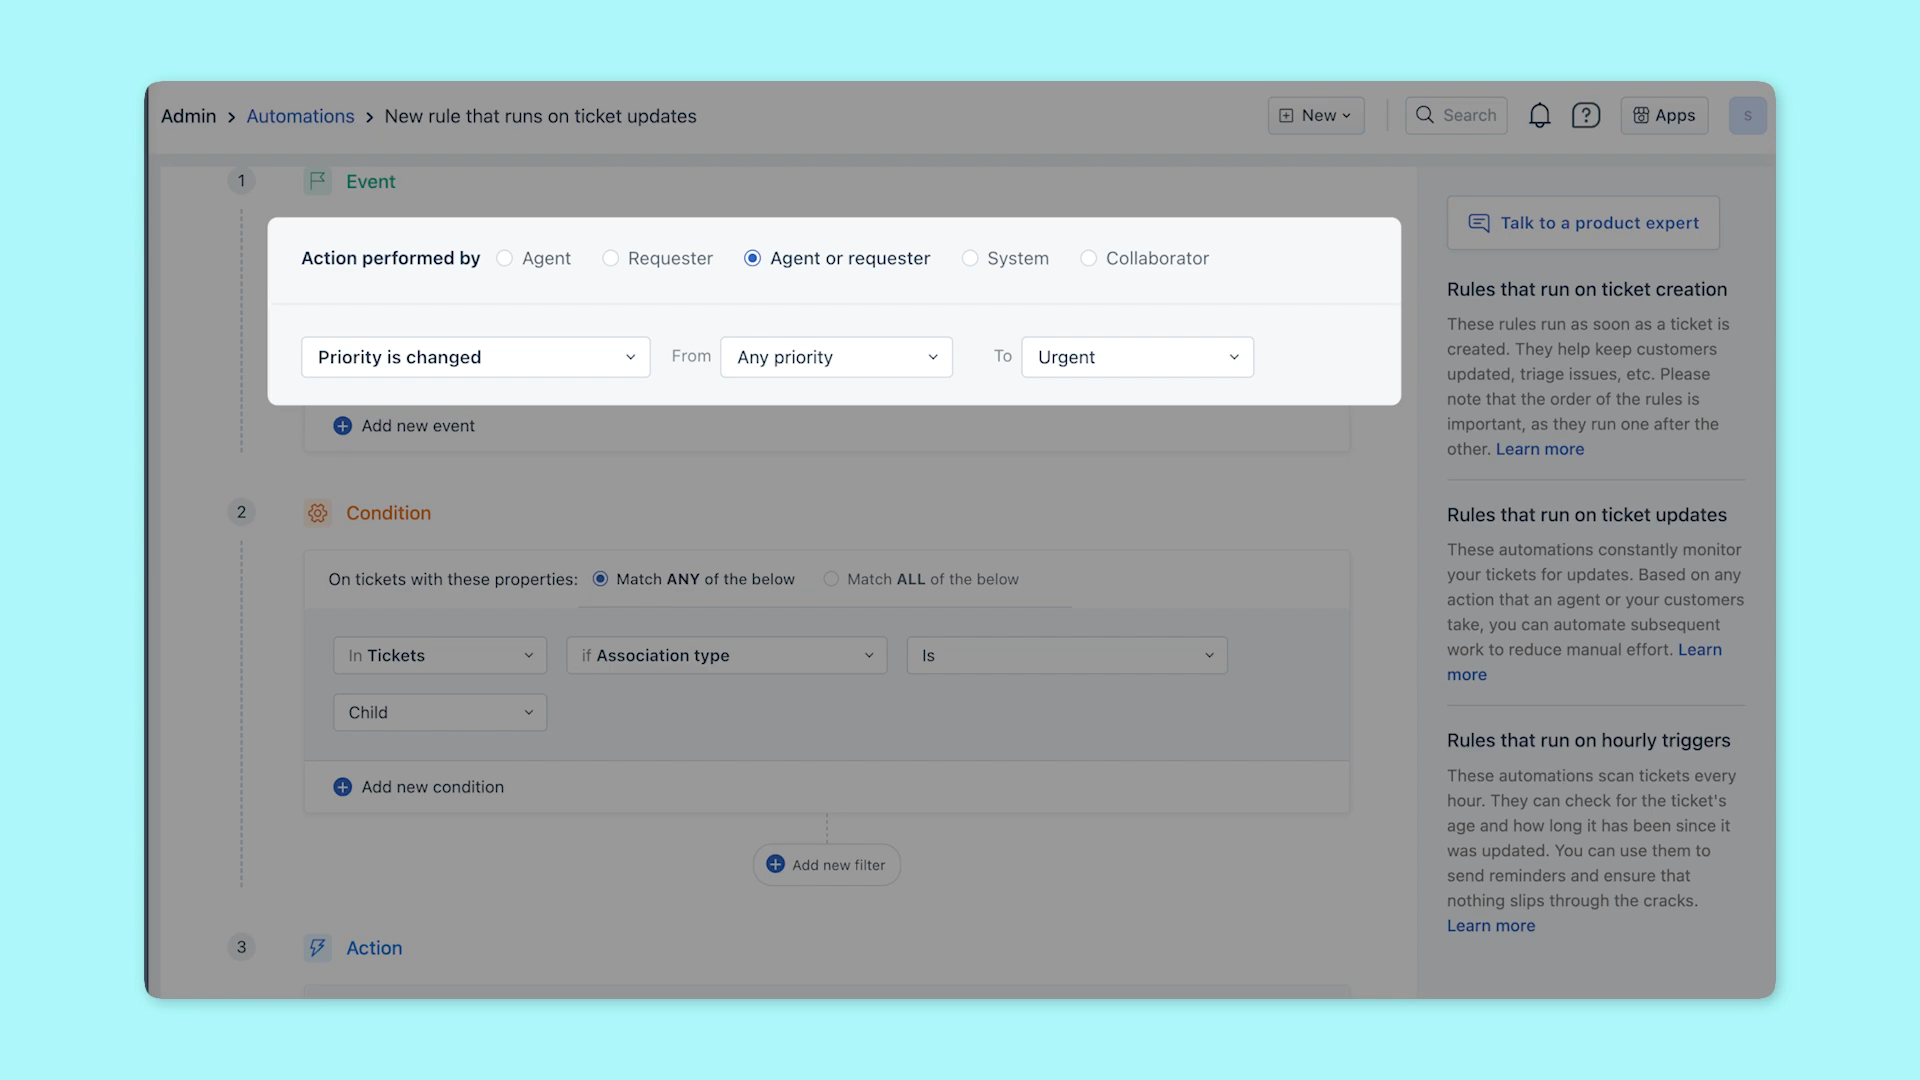 Admin > Automations > New rule that runs on ticket updates
New
Search
?
Apps
S
1
Event
Action performed by Agent Requester Agent or requester System Collaborator
Priority is changed From Any priority To Urgent
Add new event
2
Condition
On tickets with these properties: Match ANY of the below Match ALL of the below
In Tickets if Association type Is
Child
Add new condition
Add new filter
3
Action
Talk to a product expert
Rules that run on ticket creation
These rules run as soon as a ticket is
created. They help keep customers
updated, triage issues, etc. Please
note that the order of the rules is
important, as they run one after the
other. Learn more
Rules that run on ticket updates
These automations constantly monitor
your tickets for updates. Based on any
action that an agent or your customers
take, you can automate subsequent
work to reduce manual effort. Learn
more
Rules that run on hourly triggers
These automations scan tickets every
hour. They can check for the ticket's
age and how long it has been since it
was updated. You can use them to
send reminders and ensure that
nothing slips through the cracks.
Learn more